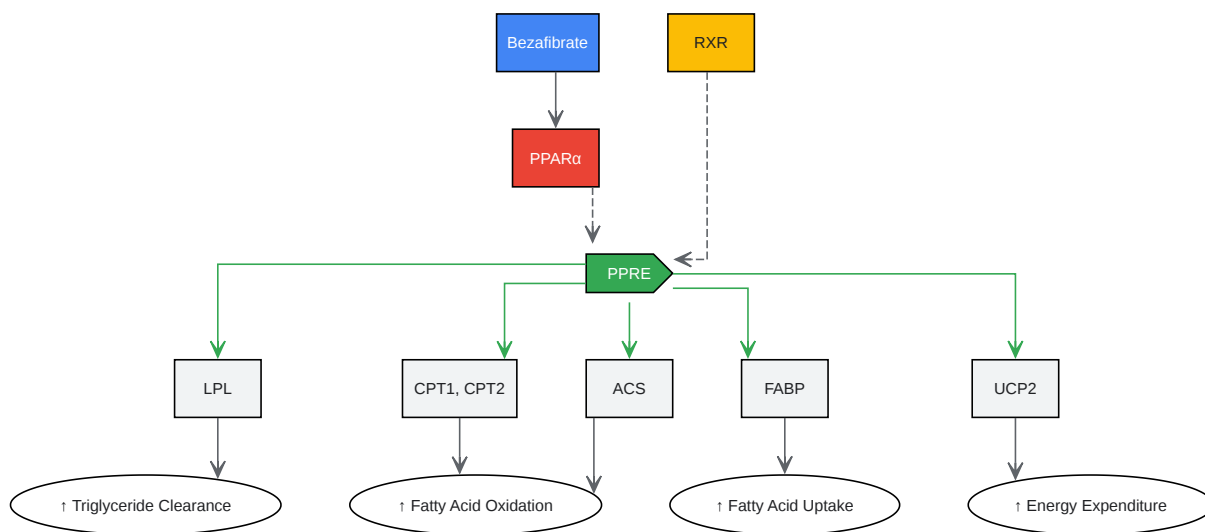 Bezafibrate
RXR
PPARα
PPRE
LPL
CPT1, CPT2
ACS
FABP
UCP2
↑ Triglyceride Clearance
↑ Fatty Acid Oxidation
↑ Fatty Acid Uptake
↑ Energy Expenditure